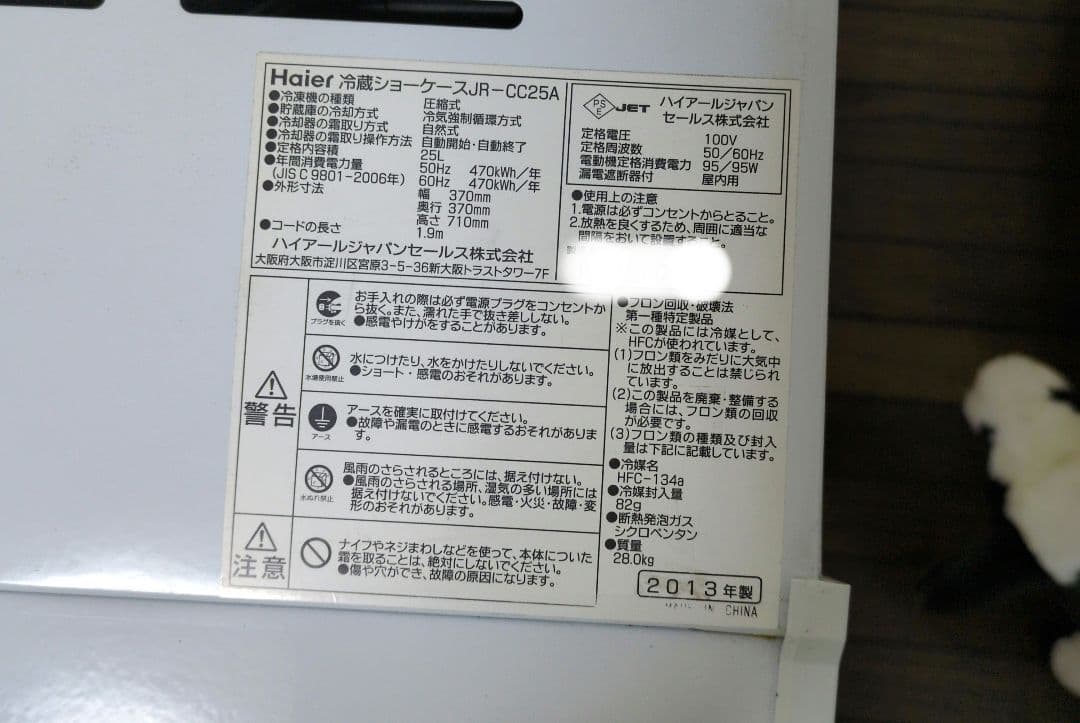 Haier 冷蔵ショーケースJR-CC25A
●冷凍機の種類 圧縮式
●貯蔵庫の冷却方式 冷気強制循環方式
●冷却器の霜取り方式 自然式
●冷却器の霜取り操作方法 自動開始・自動終了
●定格内容積 25L
●年間消費電力量 50Hz 470kWh/年
(JIS C 9801-2006年) 60Hz 470kWh/年
●外形寸法 幅 370mm
奥行 370mm
高さ 710mm
●コードの長さ 1.9m
ハイアールジャパンセールス株式会社
大阪府大阪市淀川区宮原3-5-36新大阪トラストタワー7F
PSE JET ハイアールジャパン
セールス株式会社
定格電圧 100V
定格周波数 50/60Hz
電動機定格消費電力 95/95W
漏電遮断器付 屋内用
●使用上の注意
1.電源は必ずコンセントからとること。
2.放熱を良くするため、周囲に適当な
間隔をおいて設置すること。
製
警告
プラグを抜く
お手入れの際は必ず電源プラグをコンセントか
ら抜く。また、濡れた手で抜き差ししない。
●感電やけがをすることがあります。
水場使用禁止
水につけたり、水をかけたりしないでください。
●ショート・感電のおそれがあります。
アース
アースを確実に取付けてください。
●故障や漏電のときに感電するおそれがありま
す。
水ぬれ禁止
風雨のさらされるところには、据え付けない。
●風雨のさらされる場所、湿気の多い場所には
据え付けないでください。感電・火災・故障・変
形のおそれがあります。
注意
ナイフやネジまわしなどを使って、本体についた
霜を取ることは、絶対にしないでください。
●傷や穴ができ、故障の原因になります。
●フロン回収・破壊法
第一種特定製品
※この製品には冷媒として、
HFCが使われています。
(1)フロン類をみだりに大気中
に放出することは禁じられ
ています。
(2)この製品を廃棄・整備する
場合には、フロン類の回収
が必要です。
(3)フロン類の種類及び封入
量は下記に記載しています。
●冷媒名
HFC-134a
●冷媒封入量
82g
●断熱発泡ガス
シクロペンタン
●質量
28.0kg
2013年製
MADE IN CHINA